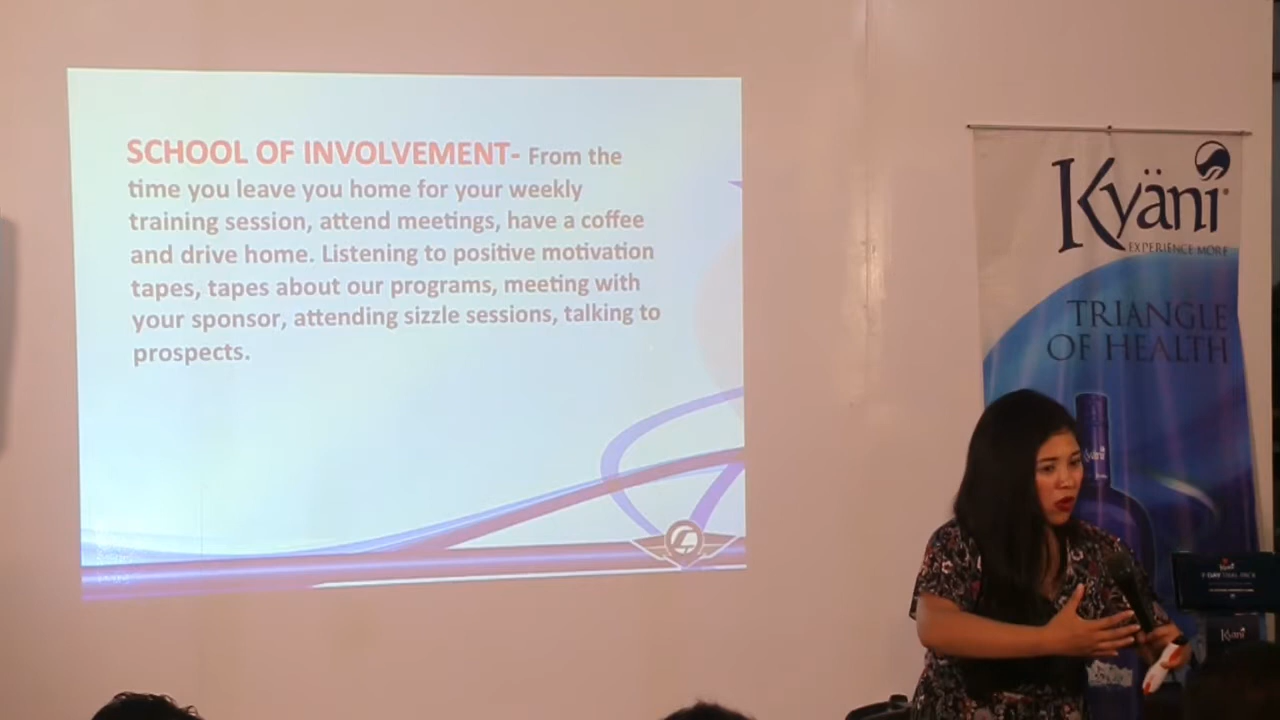 SCHOOL OF INVOLVEMENT- From the
time you leave you home for your weekly
training session, attend meetings, have a coffee
and drive home. Listening to positive motivation
tapes, tapes about our programs, meeting with
your sponsor, attending sizzle sessions, talking to
prospects.
Kyäni®
EXPERIENCE MORE
TRIANGLE
OF HEALTH
Kyäni
Kyäni